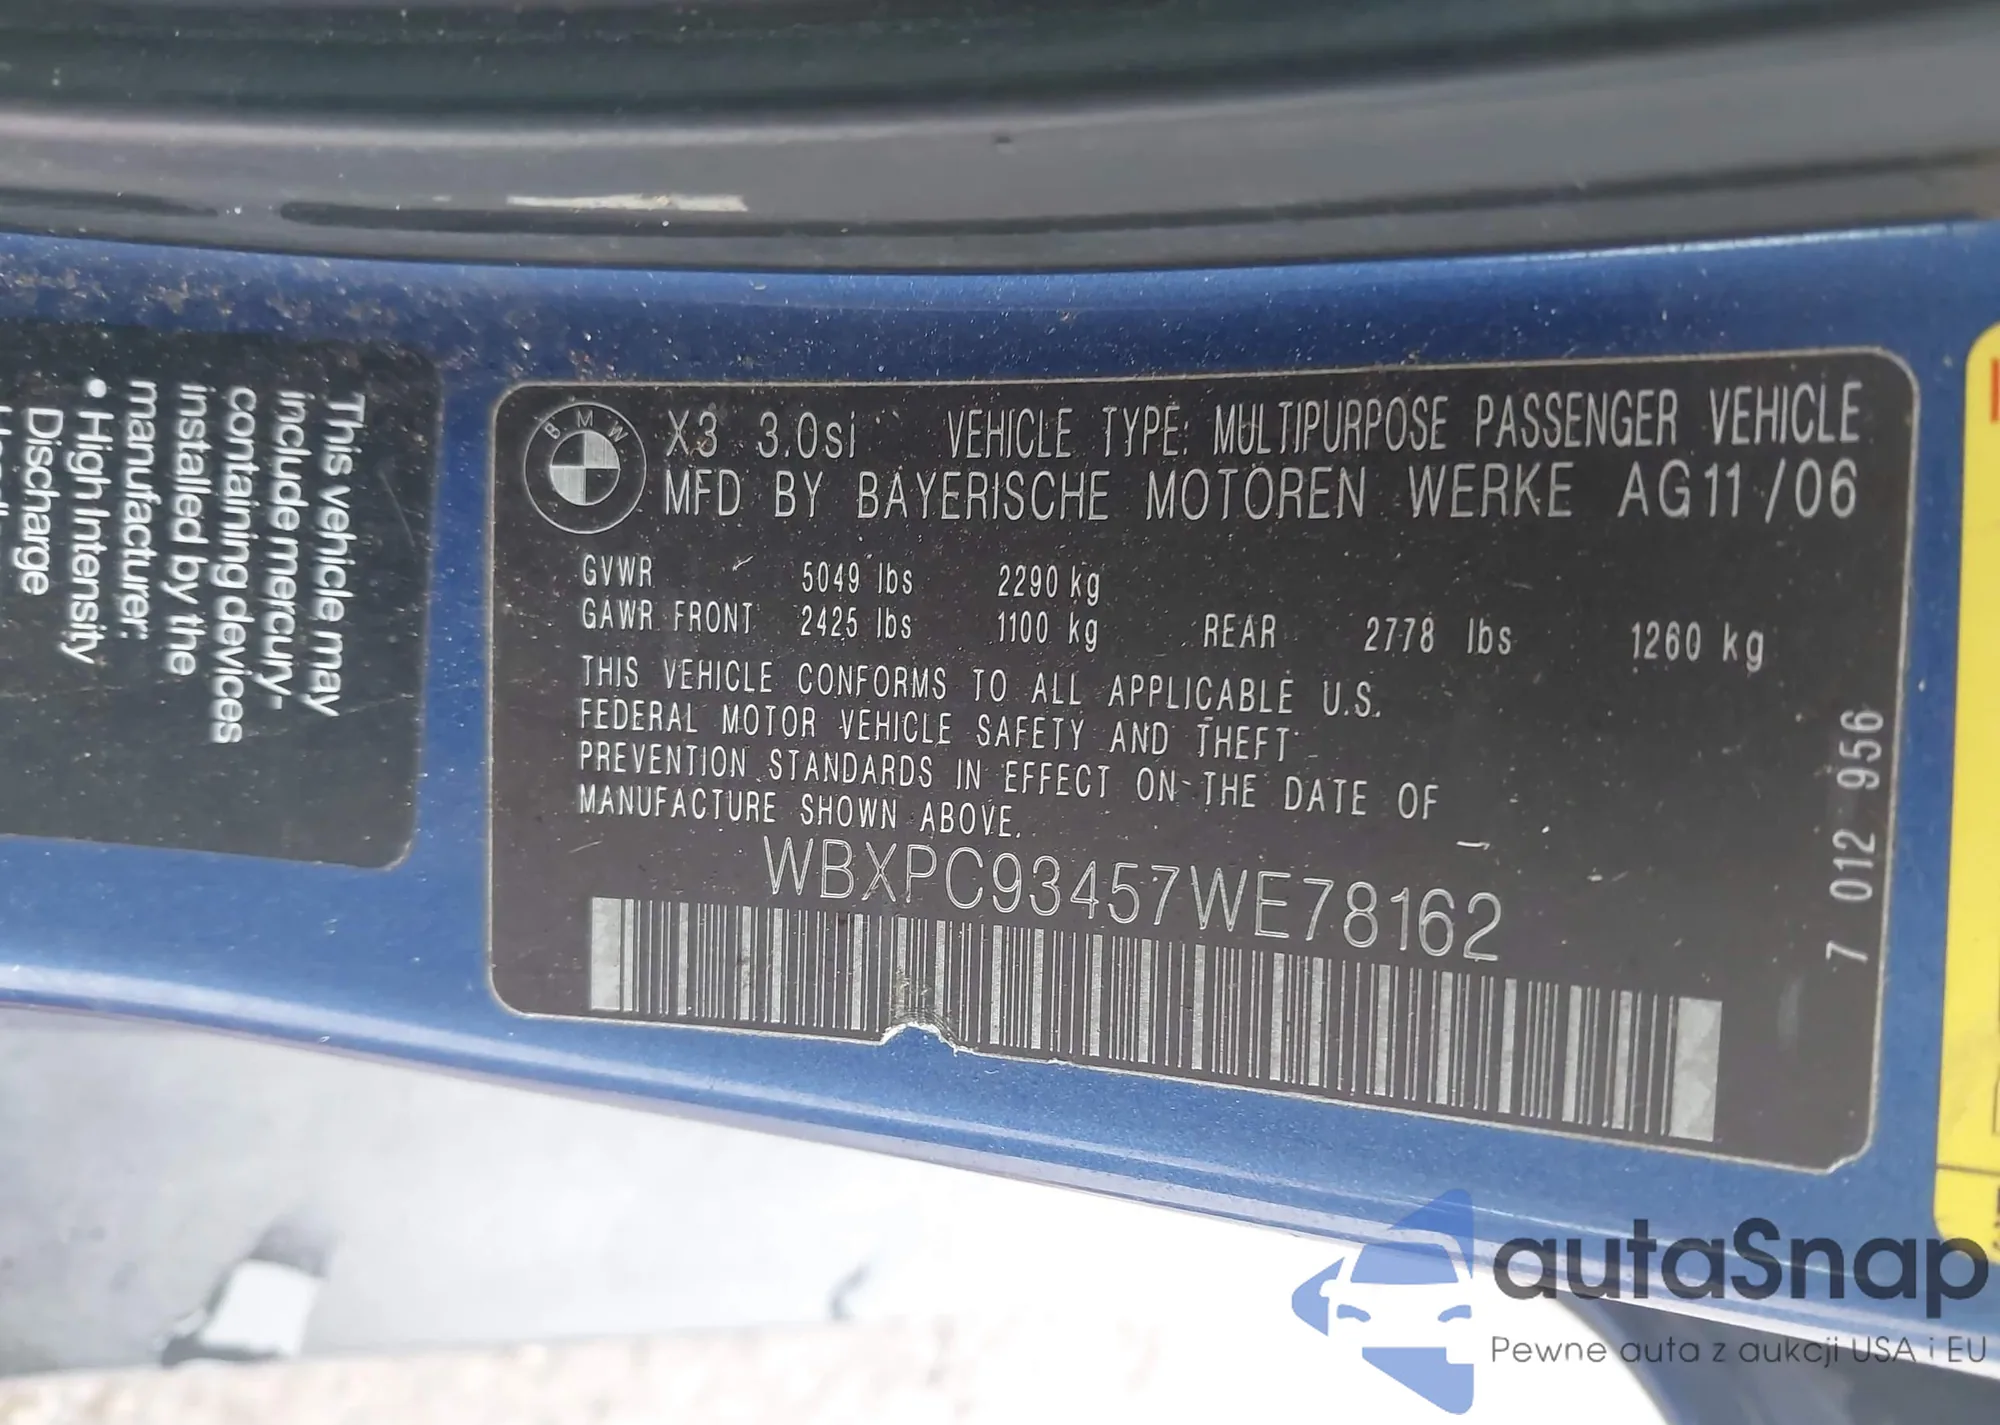 This vehicle may
include mercury-
containing devices
installed by the
manufacturer:
• High Intensity
Discharge
BMW
X3 3.0si VEHICLE TYPE: MULTIPURPOSE PASSENGER VEHICLE
MFD BY BAYERISCHE MOTOREN WERKE AG 11/06
GVWR 5049 lbs 2290 kg
GAWR FRONT 2425 lbs 1100 kg REAR 2778 lbs 1260 kg
THIS VEHICLE CONFORMS TO ALL APPLICABLE U.S.
FEDERAL MOTOR VEHICLE SAFETY AND THEFT
PREVENTION STANDARDS IN EFFECT ON THE DATE OF
MANUFACTURE SHOWN ABOVE.
WBXPC93457WE78162
7 012 956
autaSnap
Pewne auta z aukcji USA i EU